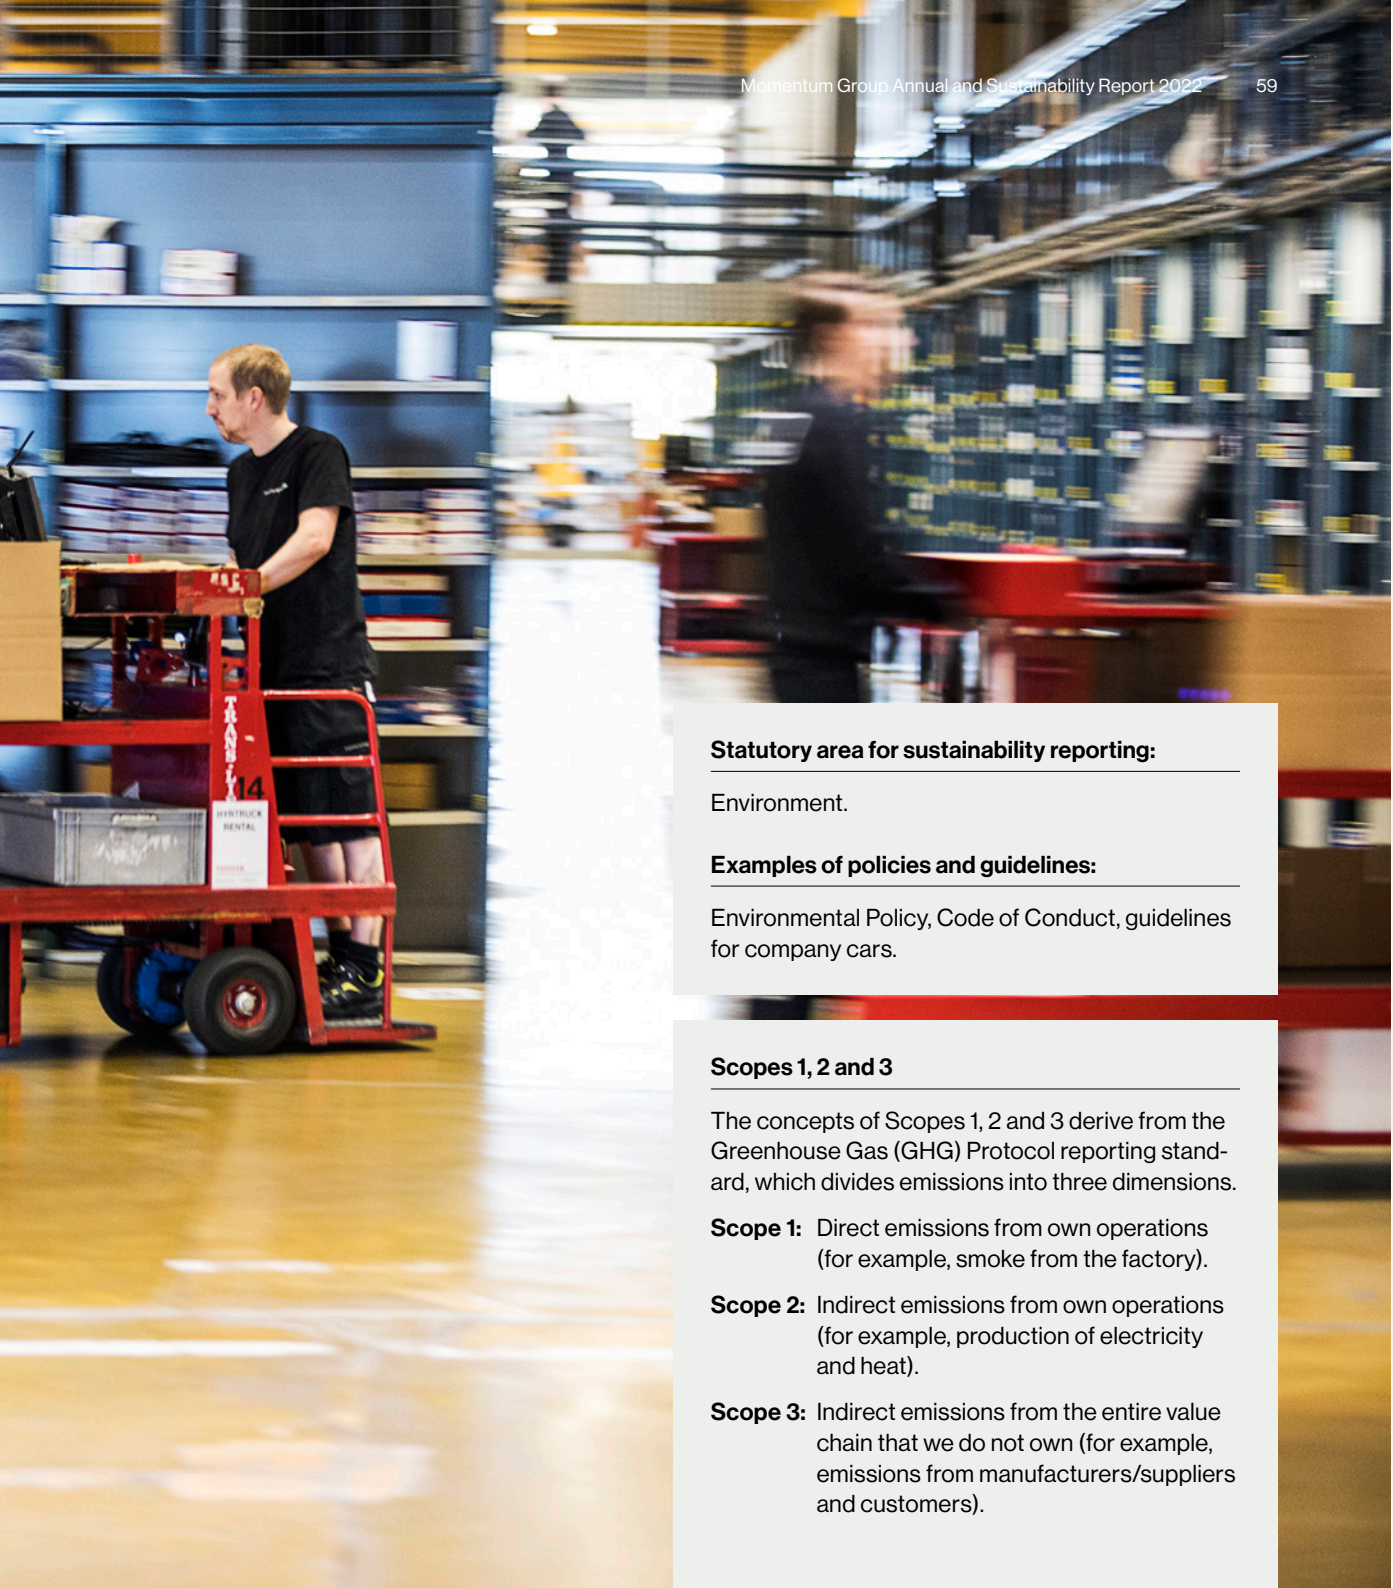 Momentum Group Annual and Sustainability Report 2022 59
TRANS-LIFT
14
HYRTRUCK
RENTAL
Statutory area for sustainability reporting:
Environment.
Examples of policies and guidelines:
Environmental Policy, Code of Conduct, guidelines
for company cars.
Scopes 1, 2 and 3
The concepts of Scopes 1, 2 and 3 derive from the
Greenhouse Gas (GHG) Protocol reporting stand-
ard, which divides emissions into three dimensions.
Scope 1: Direct emissions from own operations
(for example, smoke from the factory).
Scope 2: Indirect emissions from own operations
(for example, production of electricity
and heat).
Scope 3: Indirect emissions from the entire value
chain that we do not own (for example,
emissions from manufacturers/suppliers
and customers).